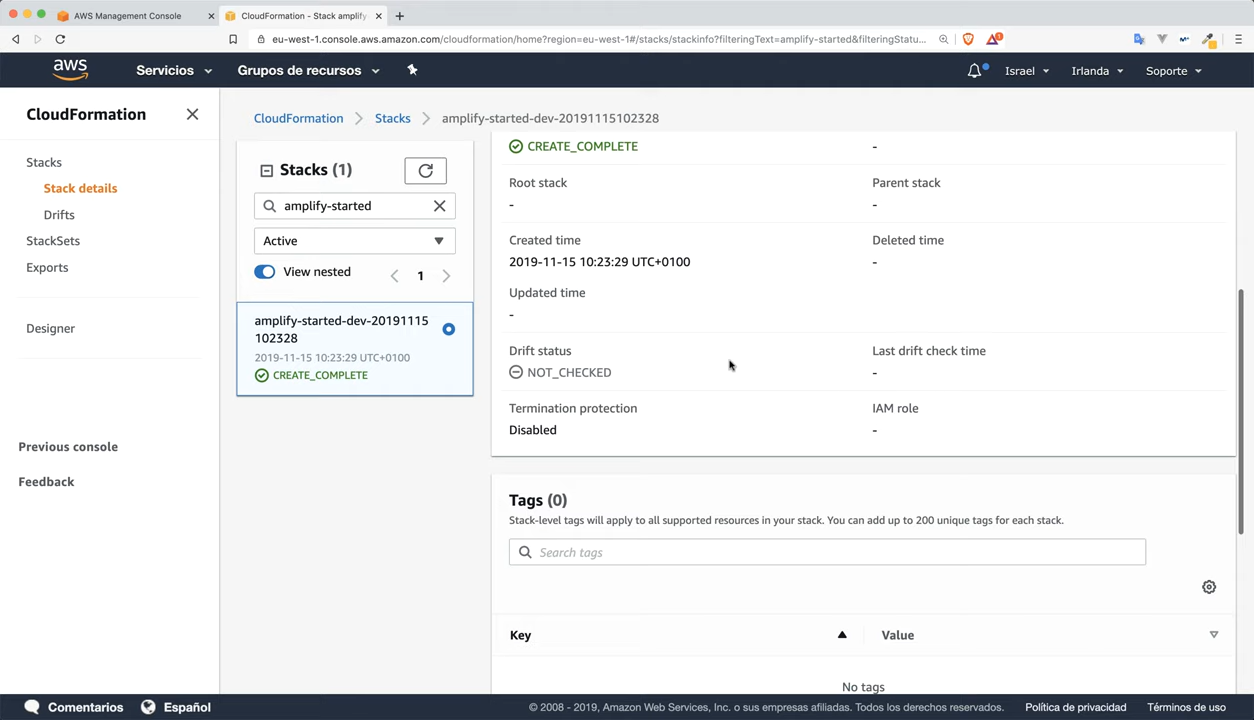 AWS Management Console
CloudFormation - Stack amplify
eu-west-1.console.aws.amazon.com/cloudformation/home?region=eu-west-1#/stacks/stackinfo?filteringText=amplify-started&filteringStatu...
1
aws
Servicios
Grupos de recursos
Israel
Irlanda
Soporte
CloudFormation
Stacks
Stack details
Drifts
StackSets
Exports
Designer
Previous console
Feedback
CloudFormation
Stacks
amplify-started-dev-20191115102328
Stacks (1)
amplify-started
Active
View nested
1
amplify-started-dev-20191115
102328
2019-11-15 10:23:29 UTC+0100
CREATE_COMPLETE
CREATE_COMPLETE
-
Root stack
-
Parent stack
-
Created time
2019-11-15 10:23:29 UTC+0100
Deleted time
-
Updated time
-
Drift status
NOT_CHECKED
Last drift check time
-
Termination protection
Disabled
IAM role
-
Tags (0)
Stack-level tags will apply to all supported resources in your stack. You can add up to 200 unique tags for each stack.
Search tags
Key
Value
No tags
Comentarios
Español
© 2008 - 2019, Amazon Web Services, Inc. o sus empresas afiliadas. Todos los derechos reservados.
Política de privacidad
Términos de uso